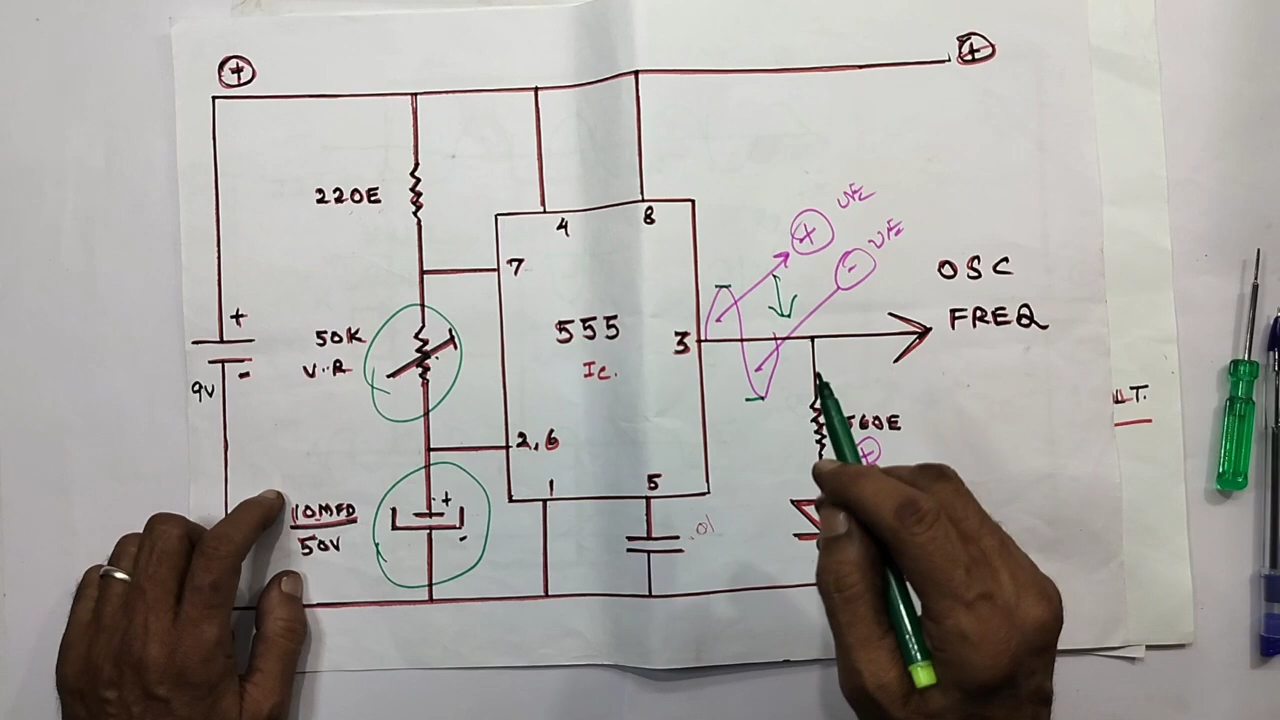 +
+
220E
4
8
+ VE
- VE
7
OSC
FREQ
+
50K
V.R
555
3
Ic.
-
9V
2,6
560E
+
1
5
+
10MFD
50V
-
.01